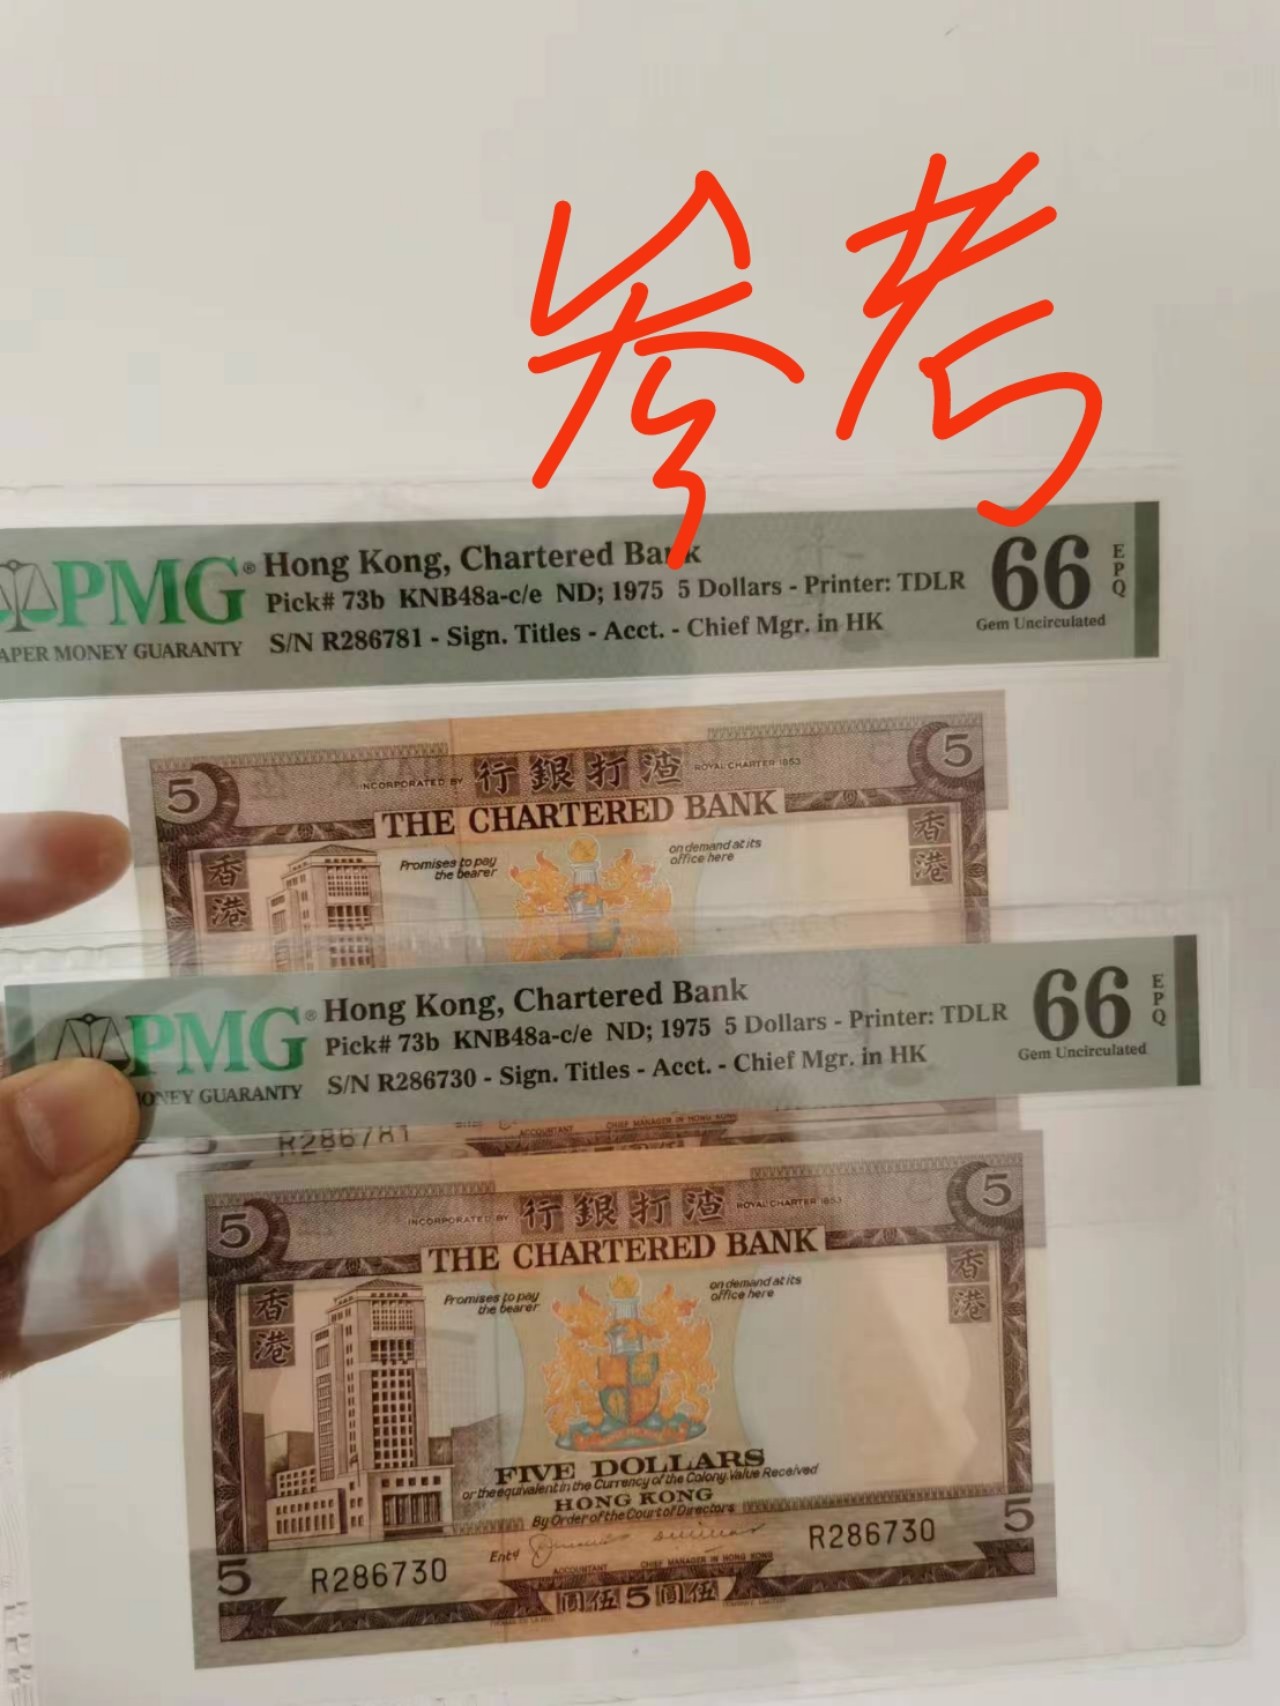 参考
PMG® Hong Kong, Chartered Bank
Pick# 73b KNB48a-c/e ND; 1975 5 Dollars - Printer: TDLR
66 EPQ
Gem Uncirculated
APER MONEY GUARANTY
S/N R286781 - Sign. Titles - Acct. - Chief Mgr. in HK
5 INCORPORATED BY 行銀打渣 ROYAL CHARTER 1853 5
THE CHARTERED BANK
香港
Promises to pay
the bearer
on demand at its
office here
香港
PMG® Hong Kong, Chartered Bank
Pick# 73b KNB48a-c/e ND; 1975 5 Dollars - Printer: TDLR
66 EPQ
Gem Uncirculated
ONEY GUARANTY
S/N R286730 - Sign. Titles - Acct. - Chief Mgr. in HK
5 R286781 ACCOUNTANT CHIEF MANAGER IN HONG KONG
5 INCORPORATED BY 行銀打渣 ROYAL CHARTER 1853 5
THE CHARTERED BANK
香港
Promises to pay
the bearer
on demand at its
office here
香港
FIVE DOLLARS
or the equivalent in the Currency of the Colony Value Received
HONG KONG
By Order of the Court of Directors
5
Entd R286730
5 R286730
ACCOUNTANT CHIEF MANAGER IN HONG KONG
圓伍5圓伍